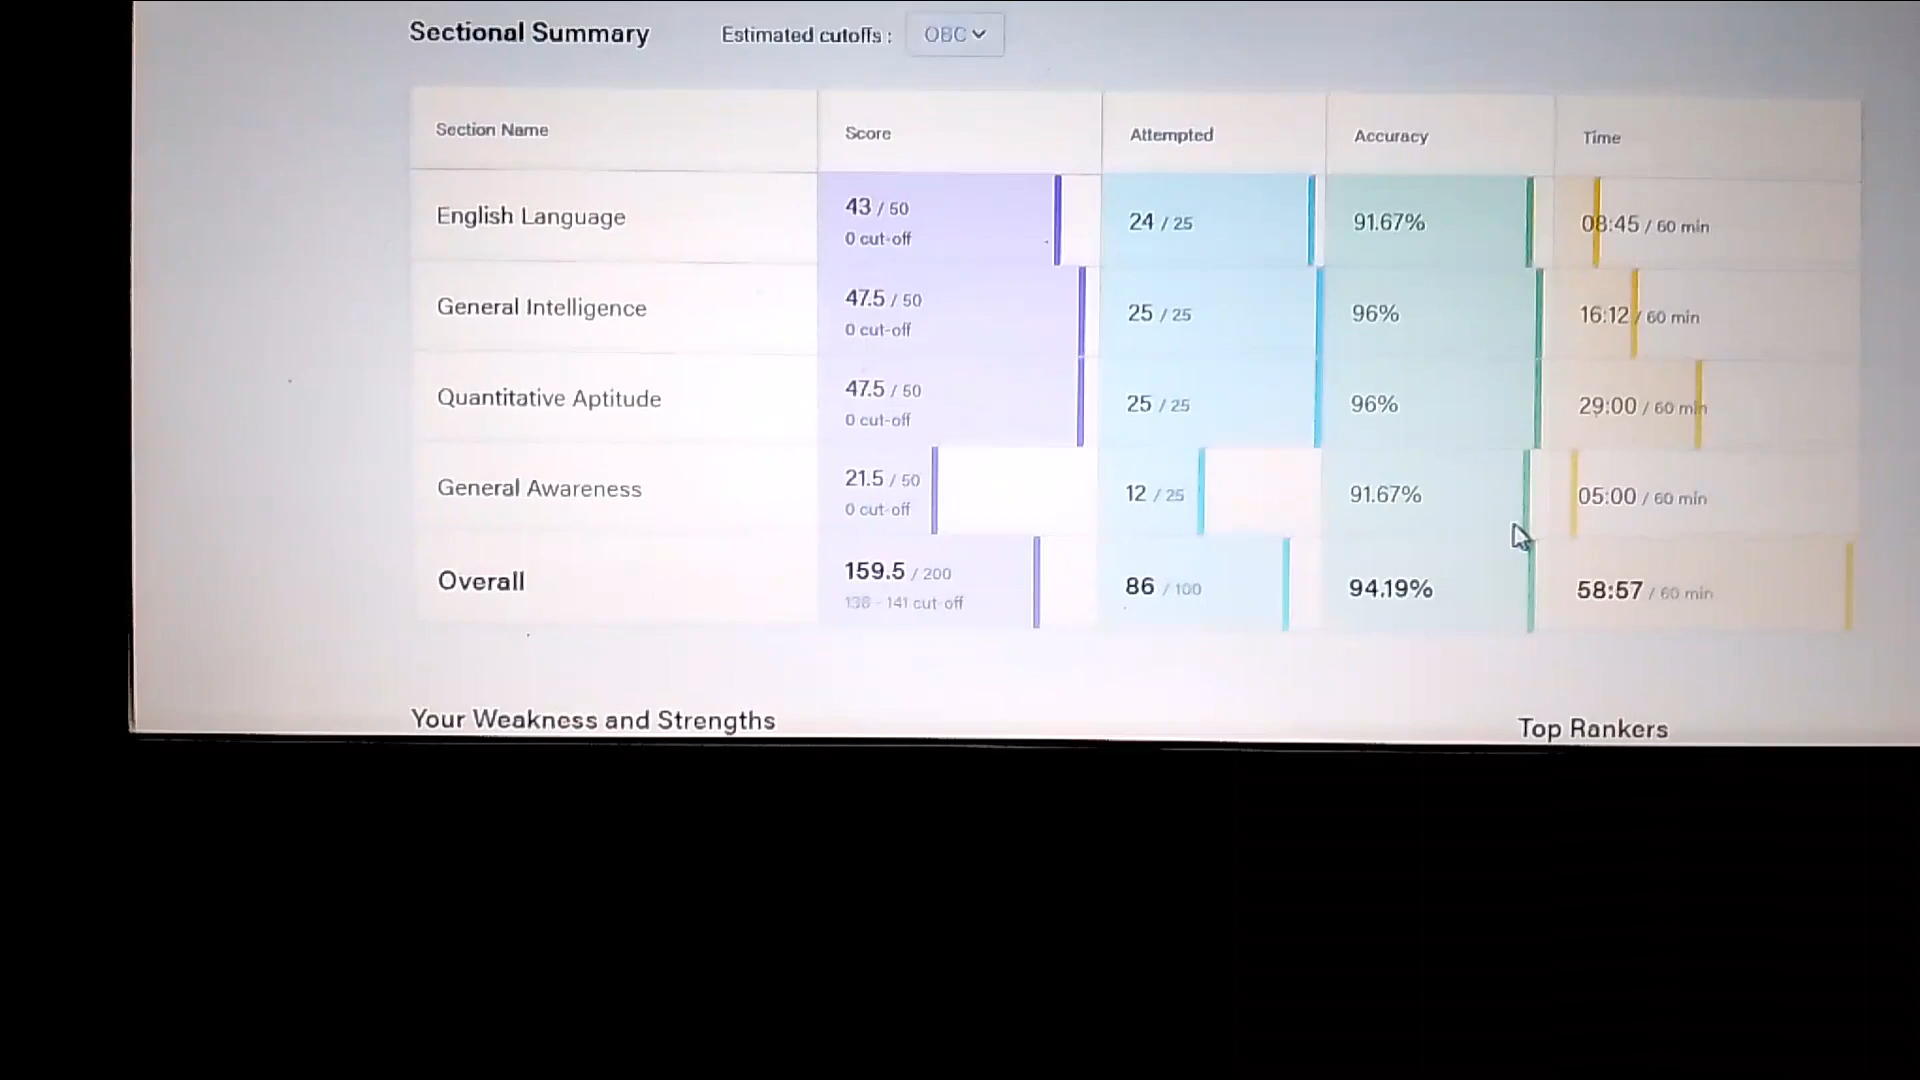 Sectional Summary Estimated cutoffs : OBC
Section Name Score Attempted Accuracy Time
English Language 43 / 50 24 / 25 91.67% 08:45 / 60 min
0 cut-off
General Intelligence 47.5 / 50 25 / 25 96% 16:12 / 60 min
0 cut-off
Quantitative Aptitude 47.5 / 50 25 / 25 96% 29:00 / 60 min
0 cut-off
General Awareness 21.5 / 50 12 / 25 91.67% 05:00 / 60 min
0 cut-off
Overall 159.5 / 200 86 / 100 94.19% 58:57 / 60 min
- 141 cut-off
Your Weakness and Strengths Top Rankers